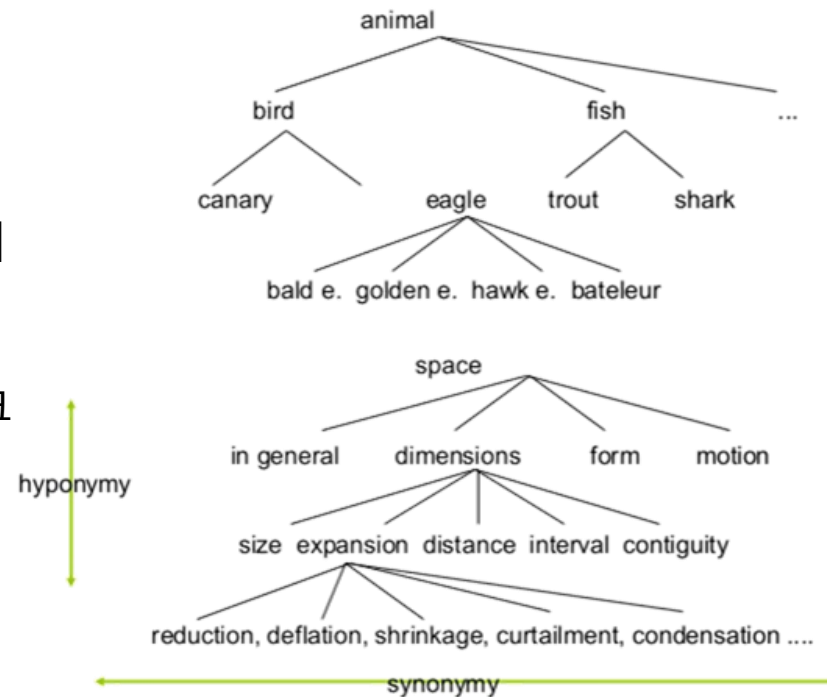 animal
bird fish ...
canary eagle trout shark
bald e. golden e. hawk e. bateleur
space
in general dimensions form motion
hyponymy
size expansion distance interval contiguity
reduction, deflation, shrinkage, curtailment, condensation ....
synonymy